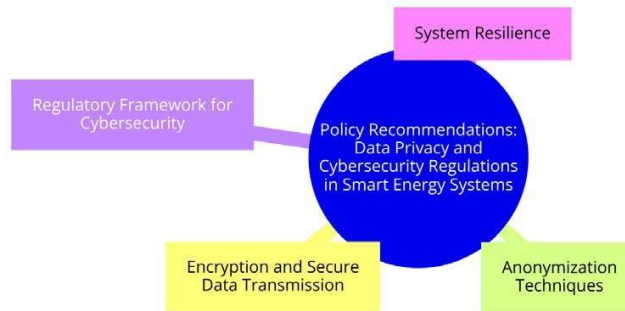 System Resilience
Regulatory Framework for
Cybersecurity
Policy Recommendations:
Data Privacy and
Cybersecurity Regulations
in Smart Energy Systems
Encryption and Secure
Data Transmission
Anonymization
Techniques